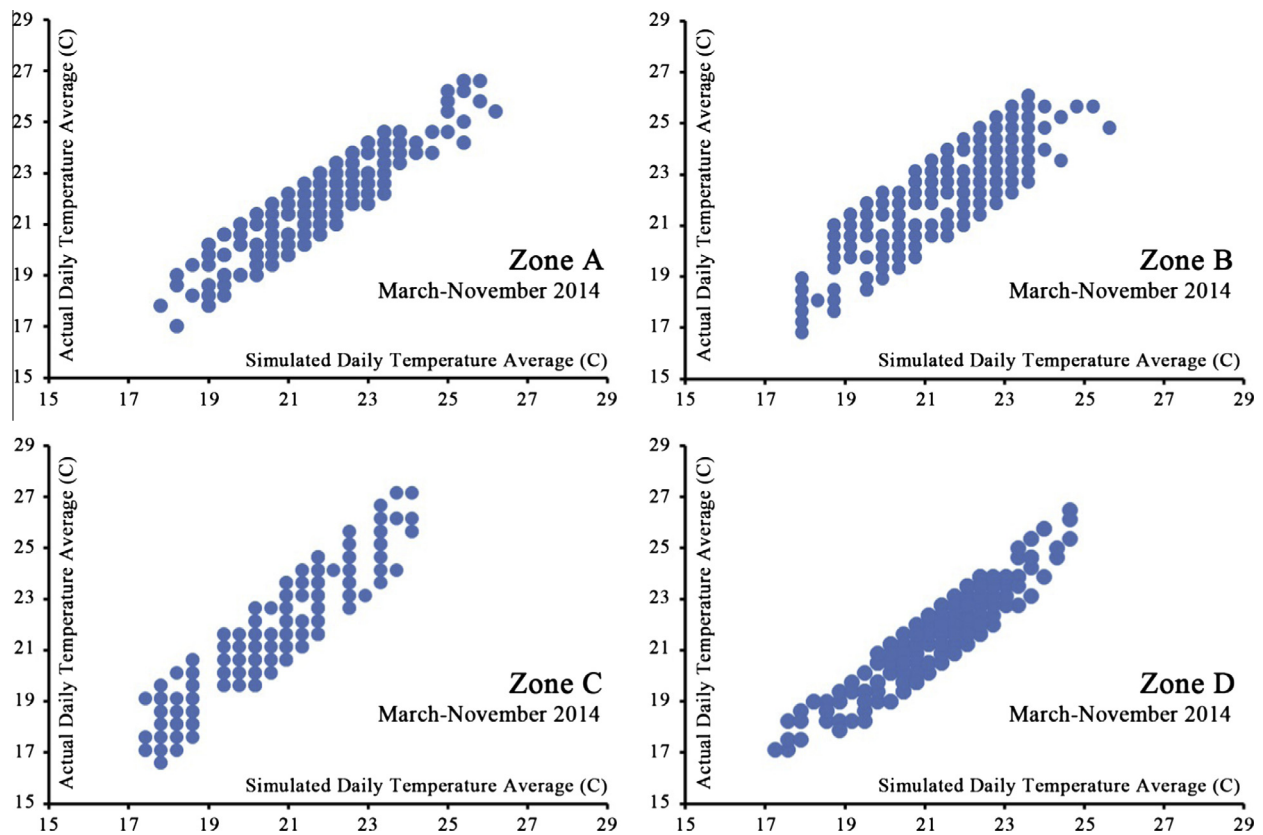 29
27
25
23
21
19
17
15
Actual Daily Temperature Average (C)
Zone A
March-November 2014
Simulated Daily Temperature Average (C)
15 17 19 21 23 25 27 29
29
27
25
23
21
19
17
15
Actual Daily Temperature Average (C)
Zone B
March-November 2014
Simulated Daily Temperature Average (C)
15 17 19 21 23 25 27 29
29
27
25
23
21
19
17
15
Actual Daily Temperature Average (C)
Zone C
March-November 2014
Simulated Daily Temperature Average (C)
15 17 19 21 23 25 27 29
29
27
25
23
21
19
17
15
Actual Daily Temperature Average (C)
Zone D
March-November 2014
Simulated Daily Temperature Average (C)
15 17 19 21 23 25 27 29